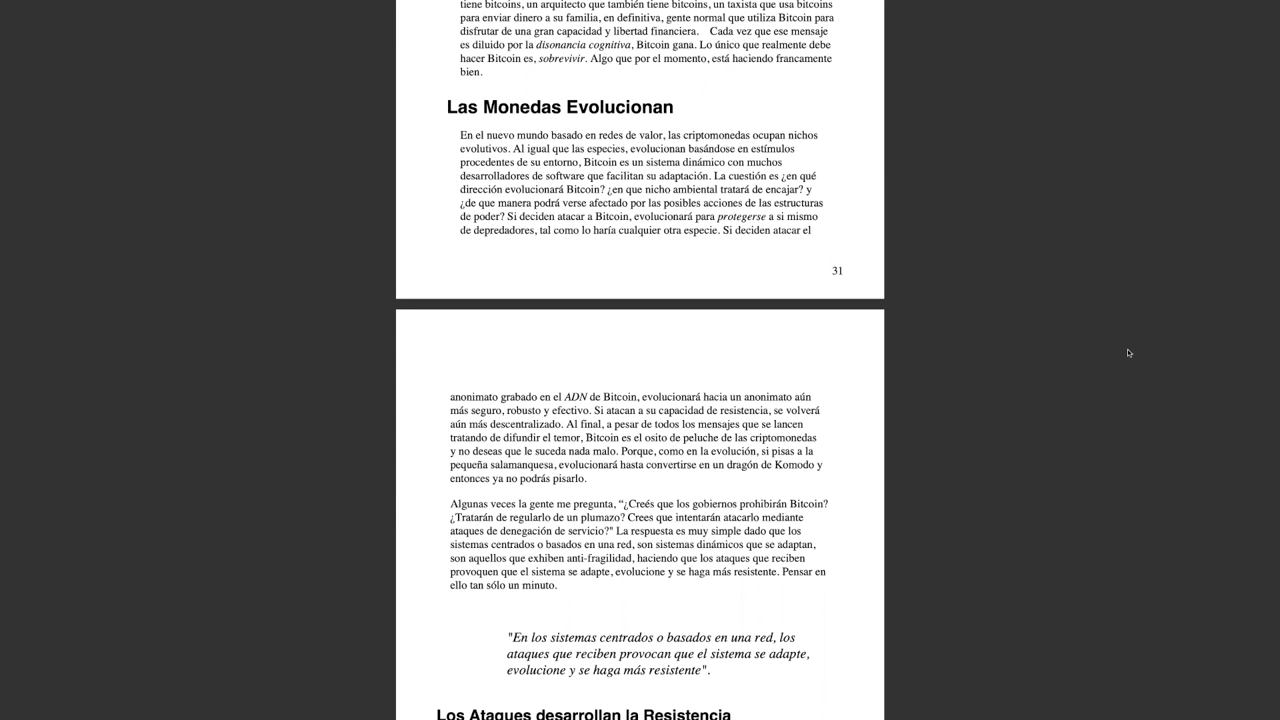 tiene bitcoins, un arquitecto que también tiene bitcoins, un taxista que usa bitcoins
para enviar dinero a su familia, en definitiva, gente normal que utiliza Bitcoin para
disfrutar de una gran capacidad y libertad financiera. Cada vez que ese mensaje
es diluido por la disonancia cognitiva, Bitcoin gana. Lo único que realmente debe
hacer Bitcoin es, sobrevivir. Algo que por el momento, está haciendo francamente
bien.
Las Monedas Evolucionan
En el nuevo mundo basado en redes de valor, las criptomonedas ocupan nichos
evolutivos. Al igual que las especies, evolucionan basándose en estímulos
procedentes de su entorno, Bitcoin es un sistema dinámico con muchos
desarrolladores de software que facilitan su adaptación. La cuestión es ¿en qué
dirección evolucionará Bitcoin? ¿en que nicho ambiental tratará de encajar? y
¿de que manera podrá verse afectado por las posibles acciones de las estructuras
de poder? Si deciden atacar a Bitcoin, evolucionará para protegerse a si mismo
de depredadores, tal como lo haría cualquier otra especie. Si deciden atacar el
31
anonimato grabado en el ADN de Bitcoin, evolucionará hacia un anonimato aún
más seguro, robusto y efectivo. Si atacan a su capacidad de resistencia, se volverá
aún más descentralizado. Al final, a pesar de todos los mensajes que se lancen
tratando de difundir el temor, Bitcoin es el osito de peluche de las criptomonedas
y no deseas que le suceda nada malo. Porque, como en la evolución, si pisas a la
pequeña salamanquesa, evolucionará hasta convertirse en un dragón de Komodo y
entonces ya no podrás pisarlo.
Algunas veces la gente me pregunta, “¿Creés que los gobiernos prohibirán Bitcoin?
¿Tratarán de regularlo de un plumazo? Crees que intentarán atacarlo mediante
ataques de denegación de servicio?" La respuesta es muy simple dado que los
sistemas centrados o basados en una red, son sistemas dinámicos que se adaptan,
son aquellos que exhiben anti-fragilidad, haciendo que los ataques que reciben
provoquen que el sistema se adapte, evolucione y se haga más resistente. Pensar en
ello tan sólo un minuto.
"En los sistemas centrados o basados en una red, los
ataques que reciben provocan que el sistema se adapte,
evolucione y se haga más resistente".
Los Ataques desarrollan la Resistencia